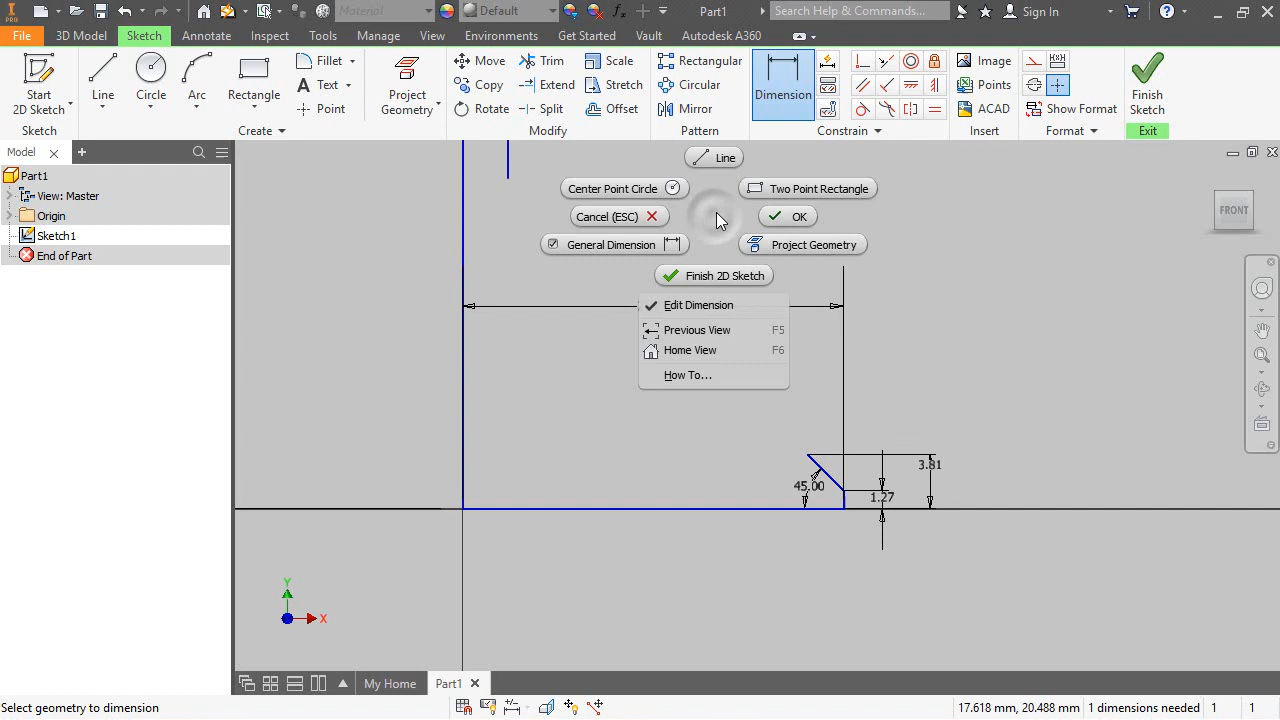 Material
Default
Part1
Search Help & Commands...
Sign In
PRO
File
3D Model
Sketch
Annotate
Inspect
Tools
Manage
View
Environments
Get Started
Vault
Autodesk A360
Start
2D Sketch
Line
Circle
Arc
Rectangle
Fillet
Text
Point
Project
Geometry
Move
Copy
Rotate
Trim
Extend
Split
Scale
Stretch
Offset
Rectangular
Circular
Mirror
Dimension
Image
Points
ACAD
Show Format
Finish
Sketch
Sketch
Create
Modify
Pattern
Constrain
Insert
Format
Exit
Model
Part1
View: Master
Origin
Sketch1
End of Part
Line
Center Point Circle
Two Point Rectangle
Cancel (ESC)
OK
General Dimension
Project Geometry
Finish 2D Sketch
Edit Dimension
Previous View F5
Home View F6
How To...
FRONT
3.81
45.00
1.27
Y
X
My Home
Part1
Select geometry to dimension
17.618 mm, 20.488 mm
1 dimensions needed
1
1